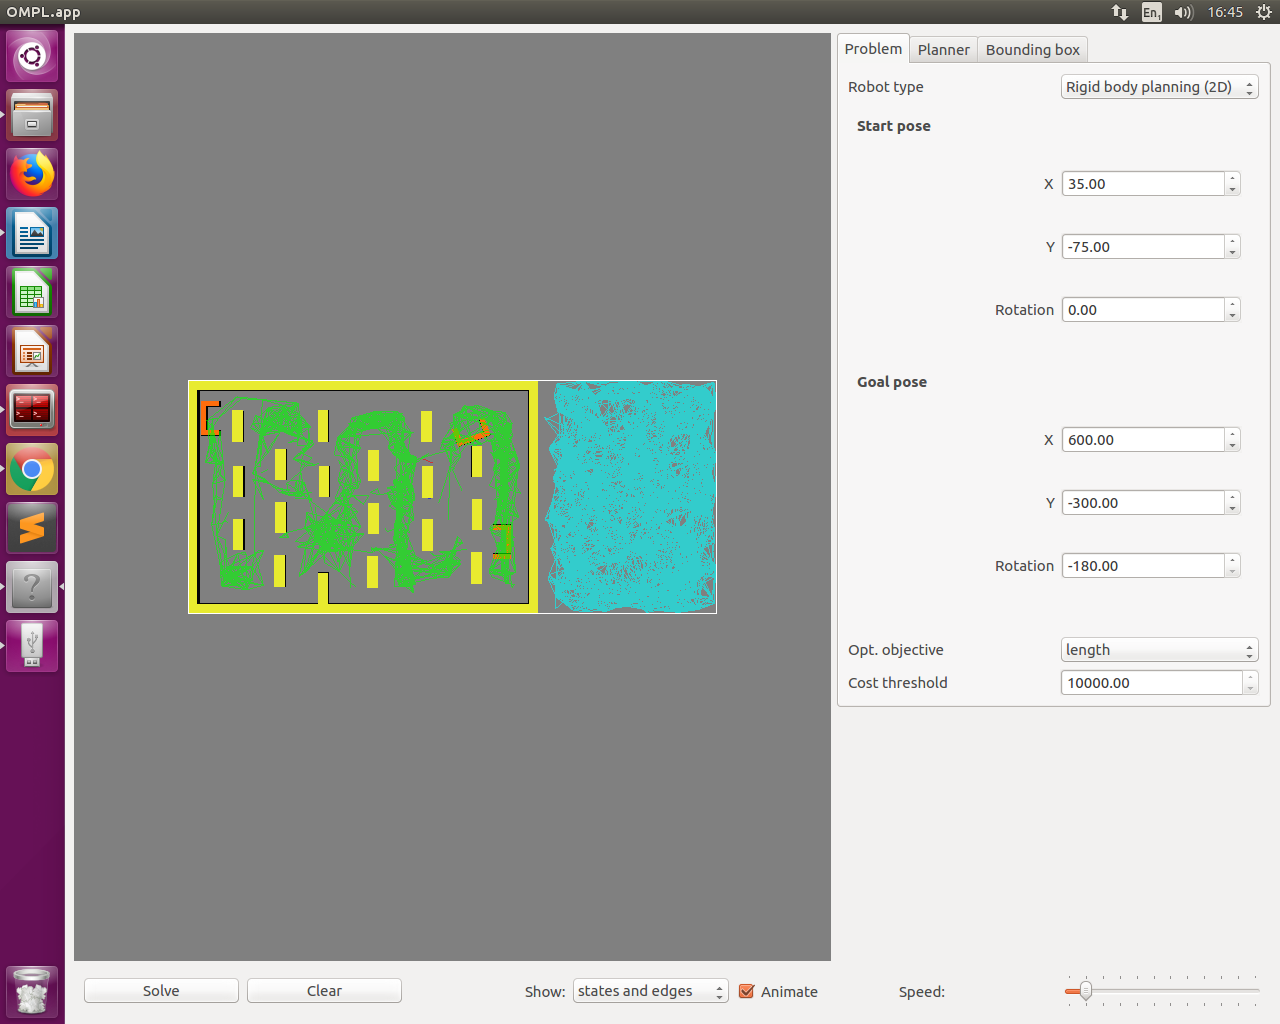 OMPL.app
En1
16:45
Problem
Planner
Bounding box
Robot type
Rigid body planning (2D)
Start pose
X
35.00
Y
-75.00
Rotation
0.00
Goal pose
X
600.00
Y
-300.00
Rotation
-180.00
Opt. objective
length
Cost threshold
10000.00
Solve
Clear
Show:
states and edges
Animate
Speed: